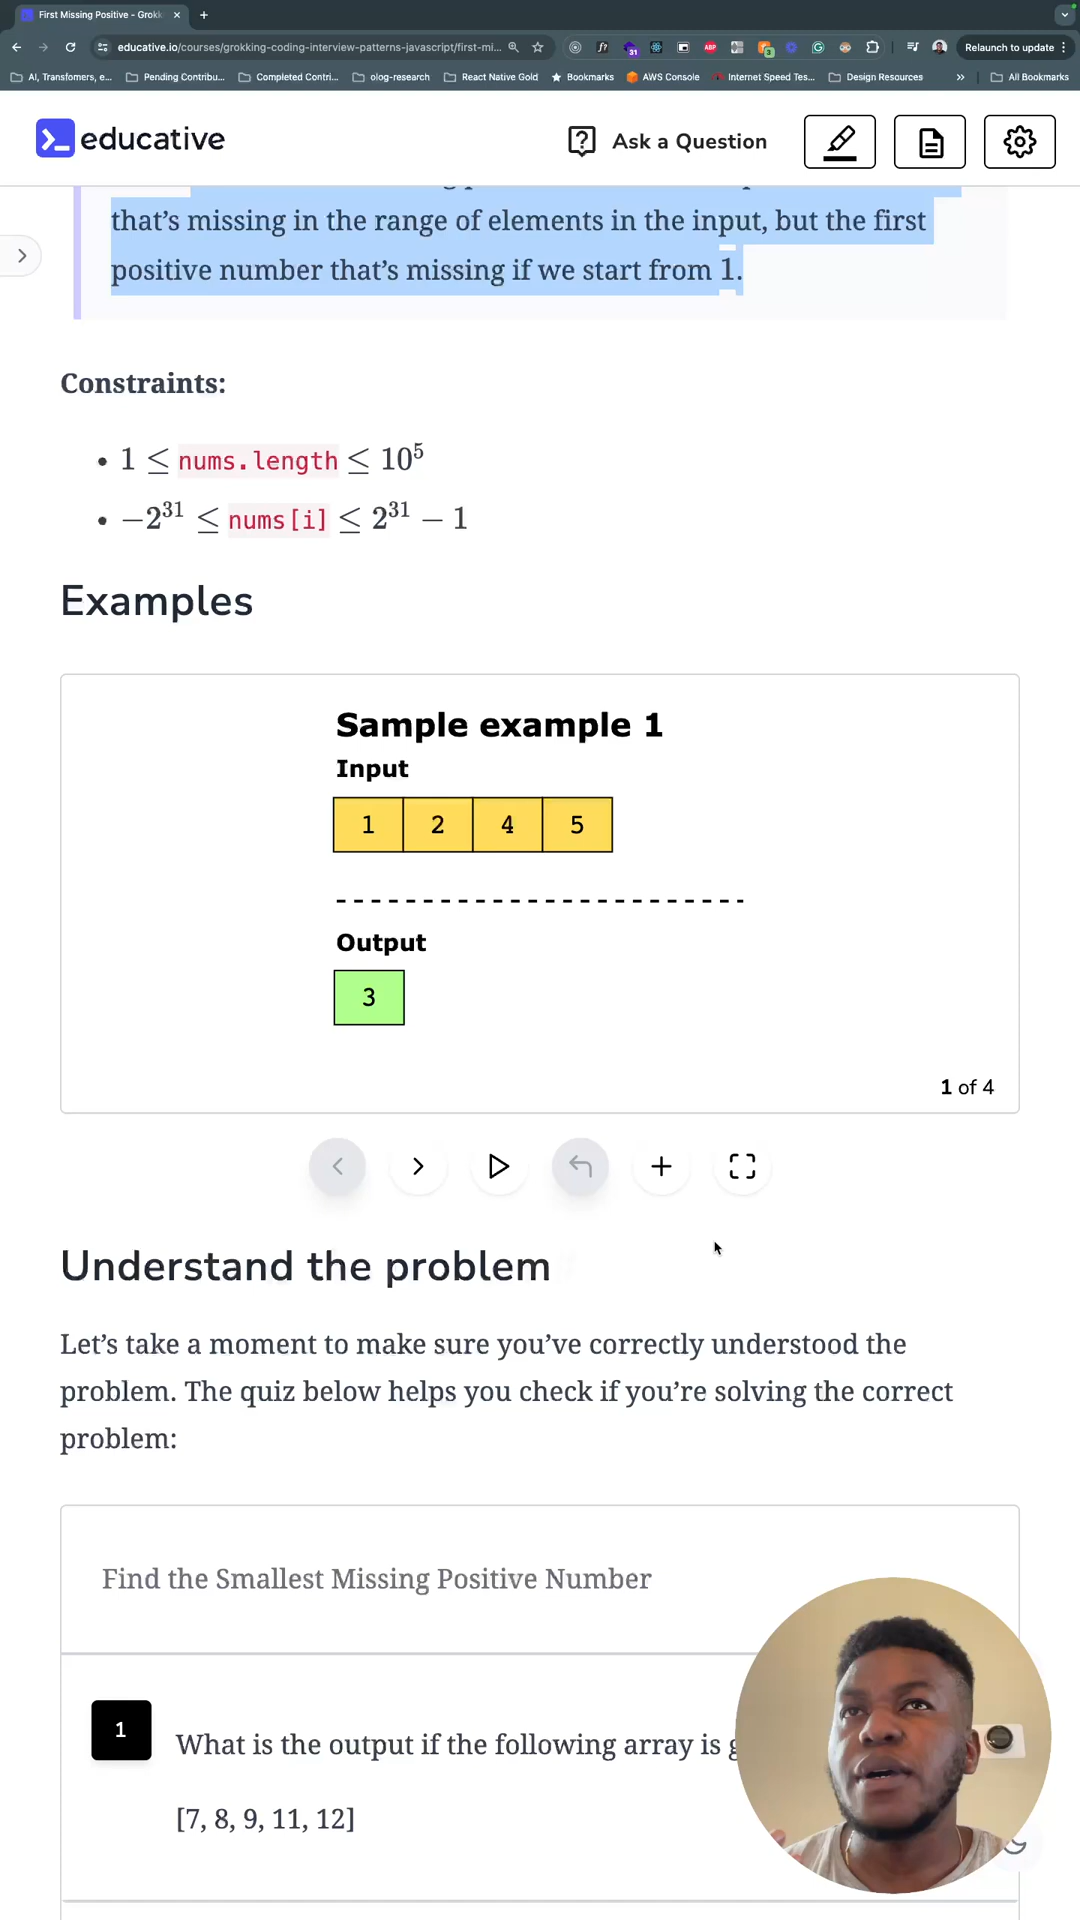 First Missing Positive - Grokk
educative.io/courses/grokking-coding-interview-patterns-javascript/first-mi...
31
ABP
3
Relaunch to update
AI, Transfomers, e...
Pending Contribu...
Completed Contri...
olog-research
React Native Gold
Bookmarks
AWS Console
Internet Speed Tes...
Design Resources
»
All Bookmarks
educative
Ask a Question
that's missing in the range of elements in the input, but the first
positive number that's missing if we start from 1.
Constraints:
• 1 ≤ nums.length ≤ 10⁵
• −2³¹ ≤ nums[i] ≤ 2³¹ − 1
Examples
Sample example 1
Input
1 2 4 5
Output
3
1 of 4
Understand the problem
Let's take a moment to make sure you've correctly understood the
problem. The quiz below helps you check if you're solving the correct
problem:
Find the Smallest Missing Positive Number
1
What is the output if the following array is
[7, 8, 9, 11, 12]